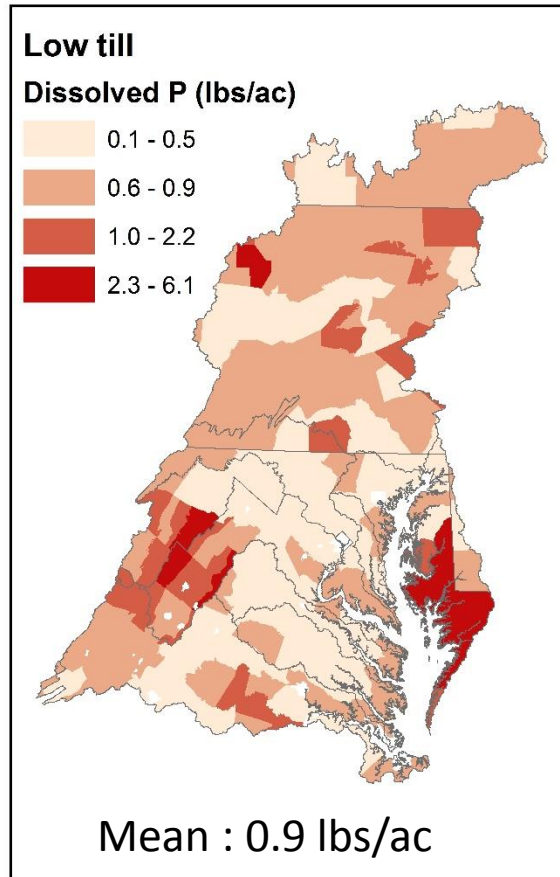 Low till
Dissolved P (lbs/ac)
0.1 - 0.5
0.6 - 0.9
1.0 - 2.2
2.3 - 6.1
Mean : 0.9 lbs/ac